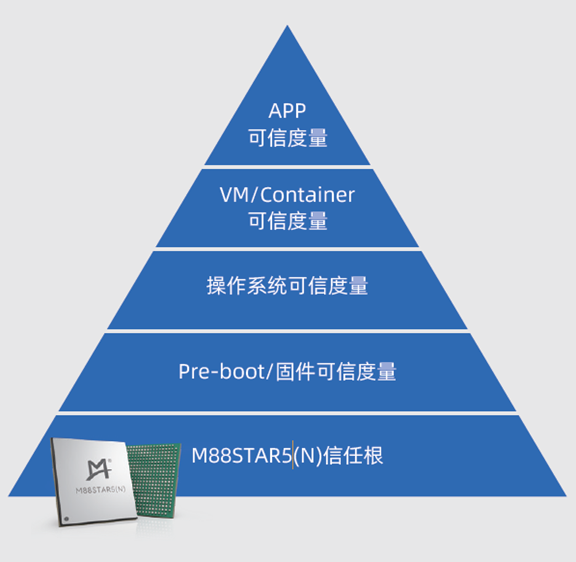 APP
可信度量
VM/Container
可信度量
操作系统可信度量
Pre-boot/固件可信度量
M88STAR5(N)信任根
M88STAR5(N)